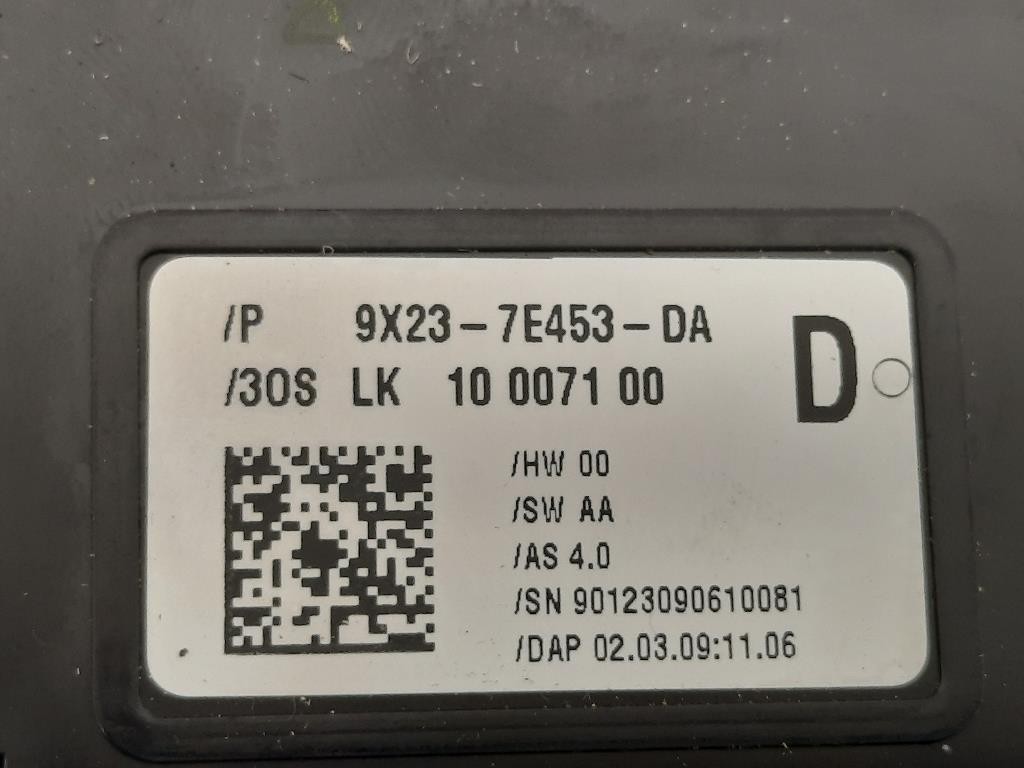 /P 9X23-7E453-DA
D
/3OS LK 10 0071 00
/HW 00
/SW AA
/AS 4.0
/SN 90123090610081
/DAP 02.03.09:11.06